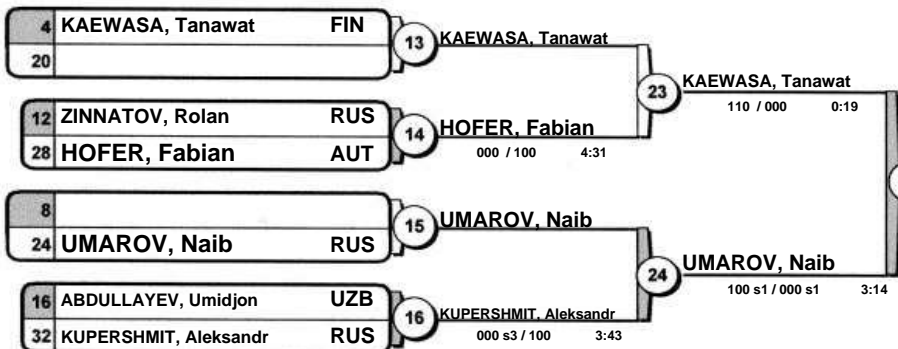 4 KAEWASA, Tanawat FIN
20
13 KAEWASA, Tanawat
12 ZINNATOV, Rolan RUS
28 HOFER, Fabian AUT
14 HOFER, Fabian
000 / 100 4:31
23 KAEWASA, Tanawat
110 / 000 0:19
8
24 UMAROV, Naib RUS
15 UMAROV, Naib
16 ABDULLAYEV, Umidjon UZB
32 KUPERSHMIT, Aleksandr RUS
16 KUPERSHMIT, Aleksandr
000 s3 / 100 3:43
24 UMAROV, Naib
100 s1 / 000 s1 3:14